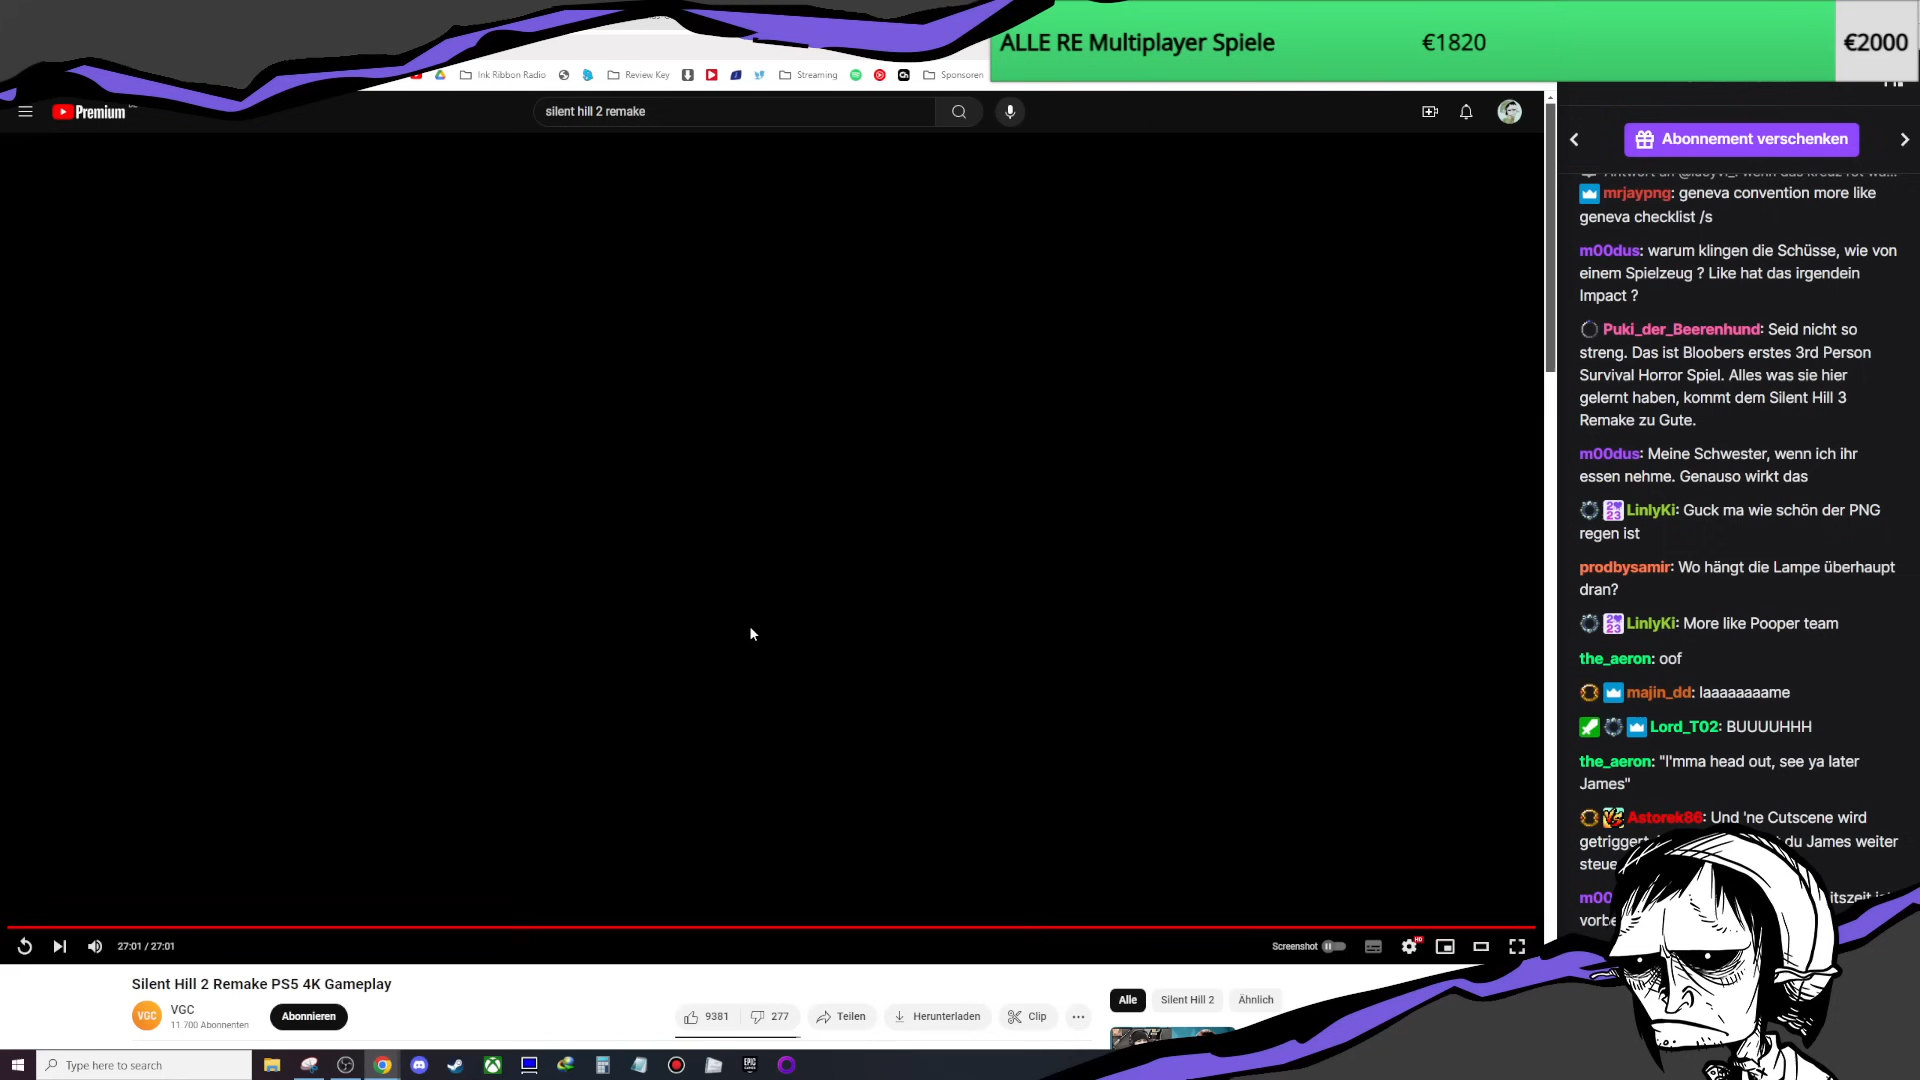 ALLE RE Multiplayer Spiele €1820 €2000
Ink Ribbon Radio Review Key Streaming Sponsoren
Premium silent hill 2 remake
Abonnement verschenken
mrjaypng: geneva convention more like
geneva checklist /s
m00dus: warum klingen die Schüsse, wie von
einem Spielzeug ? Like hat das irgendein
Impact ?
Puki_der_Beerenhund: Seid nicht so
streng. Das ist Bloobers erstes 3rd Person
Survival Horror Spiel. Alles was sie hier
gelernt haben, kommt dem Silent Hill 3
Remake zu Gute.
m00dus: Meine Schwester, wenn ich ihr
essen nehme. Genauso wirkt das
LinlyKi: Guck ma wie schön der PNG
regen ist
prodbysamir: Wo hängt die Lampe überhaupt
dran?
LinlyKi: More like Pooper team
the_aeron: oof
majin_dd: laaaaaaaame
Lord_T02: BUUUUHHH
the_aeron: "I'mma head out, see ya later
James"
Astorek86: Und 'ne Cutscene wird
getriggert du James weiter
steue
m00 itszeit
vorbe
27:01 / 27:01 Screenshot HD
Silent Hill 2 Remake PS5 4K Gameplay
VGC VGC
11.700 Abonnenten
Abonnieren
9381 277 Teilen Herunterladen Clip
Alle Silent Hill 2 Ähnlich
Type here to search